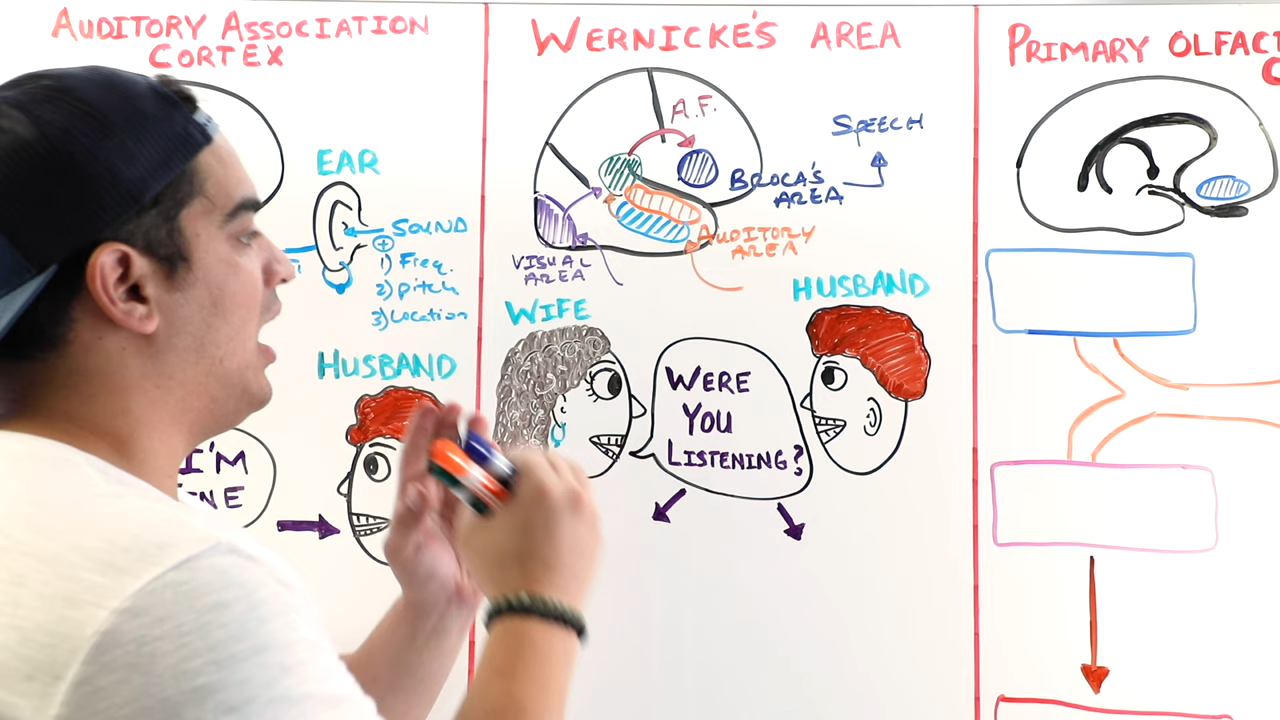 AUDITORY ASSOCIATION
CORTEX
EAR
SOUND
+
1) Freq.
2) pitch
3) Location
HUSBAND
I'M
WERNICKE'S AREA
A.F.
SPEECH
BROCA'S
AREA
AUDITORY
AREA
VISUAL
AREA
WIFE
HUSBAND
WERE
YOU
LISTENING?
PRIMARY